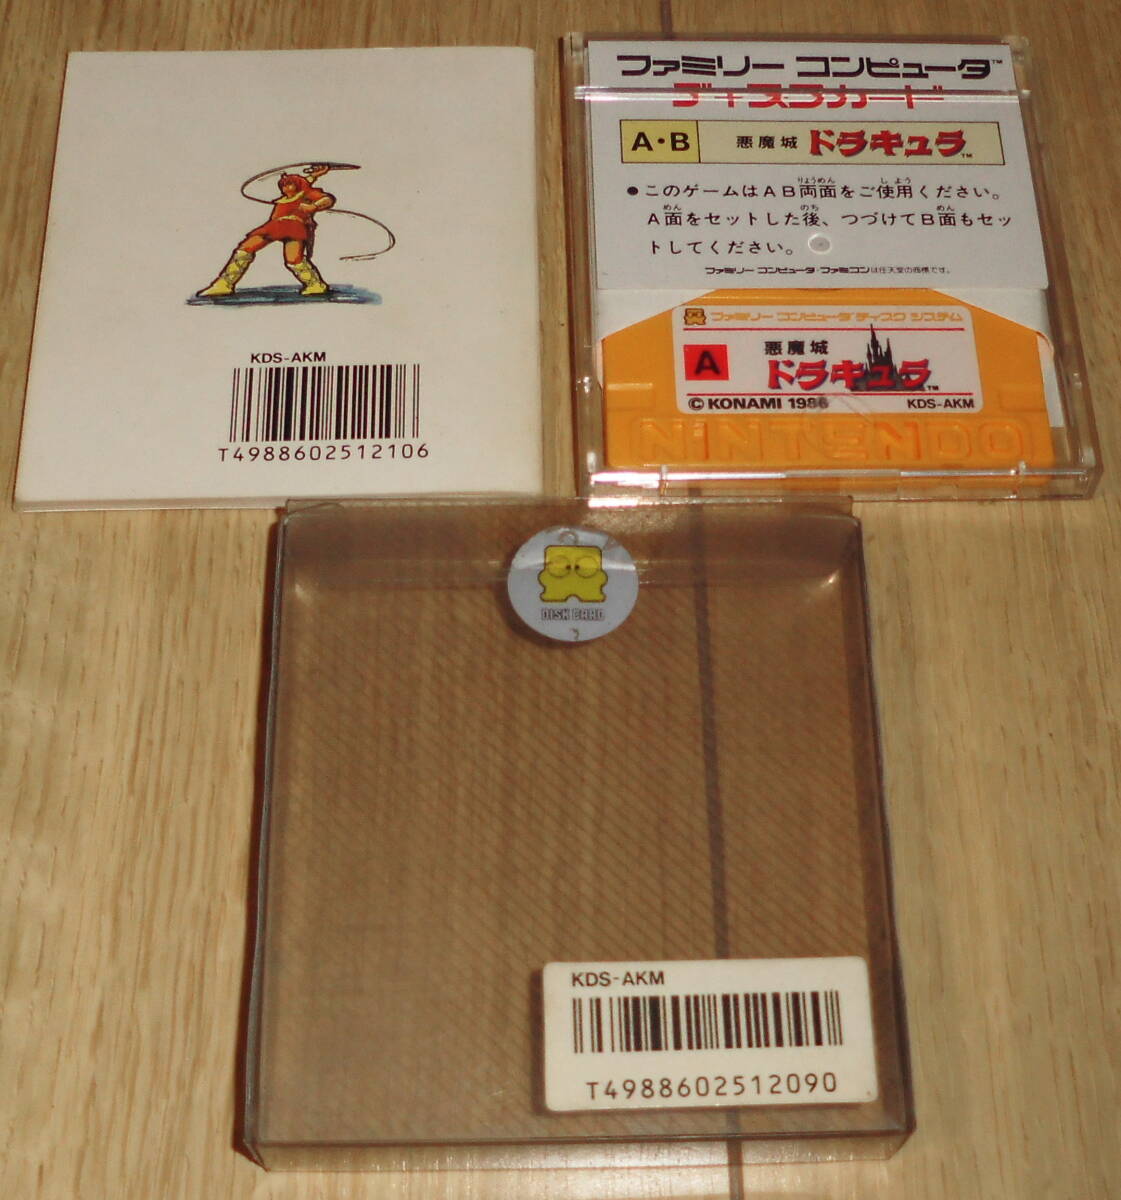 KDS-AKM
T4988602512106
ファミリー コンピュータ™
ディスクカード
A・B 悪魔城 ドラキュラ™
●このゲームはAB両面をご使用ください。
A面をセットした後、つづけてB面もセッ
トしてください。
ファミリー コンピュータ・ファミコンは任天堂の商標です。
ファミリー コンピュータ ディスク システム
A 悪魔城
ドラキュラ™
© KONAMI 1986 KDS-AKM
NINTENDO
DISK CARD
KDS-AKM
T4988602512090